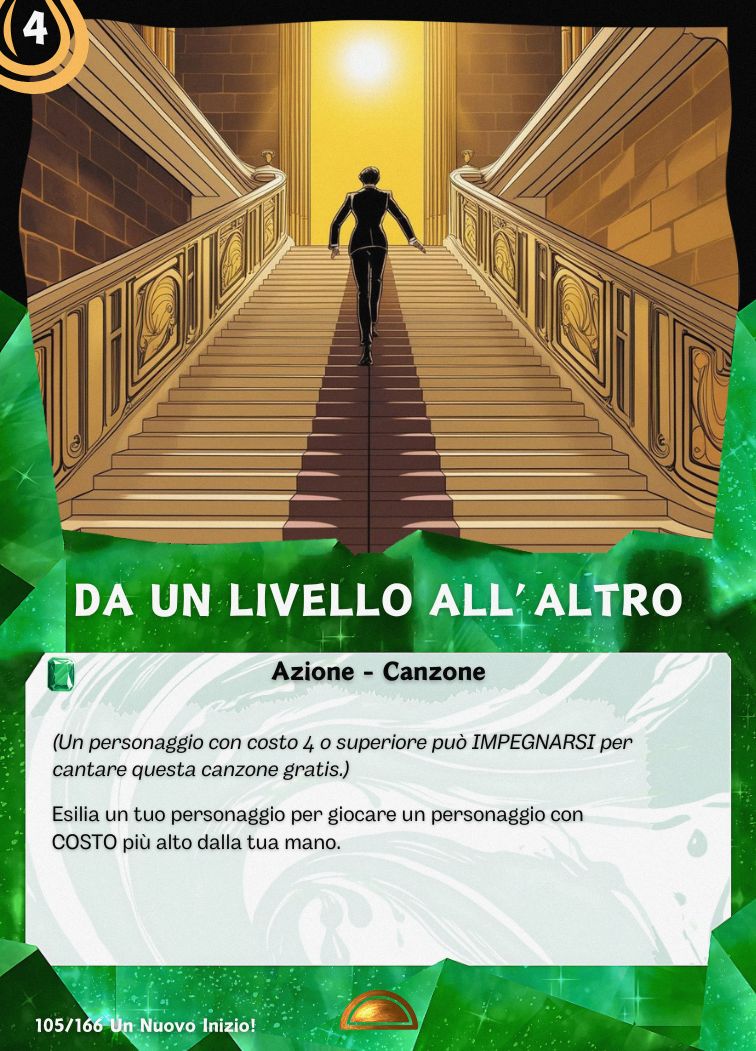 4
DA UN LIVELLO ALL'ALTRO
Azione - Canzone
(Un personaggio con costo 4 o superiore può IMPEGNARSI per
cantare questa canzone gratis.)
Esilia un tuo personaggio per giocare un personaggio con
COSTO più alto dalla tua mano.
105/166 Un Nuovo Inizio!